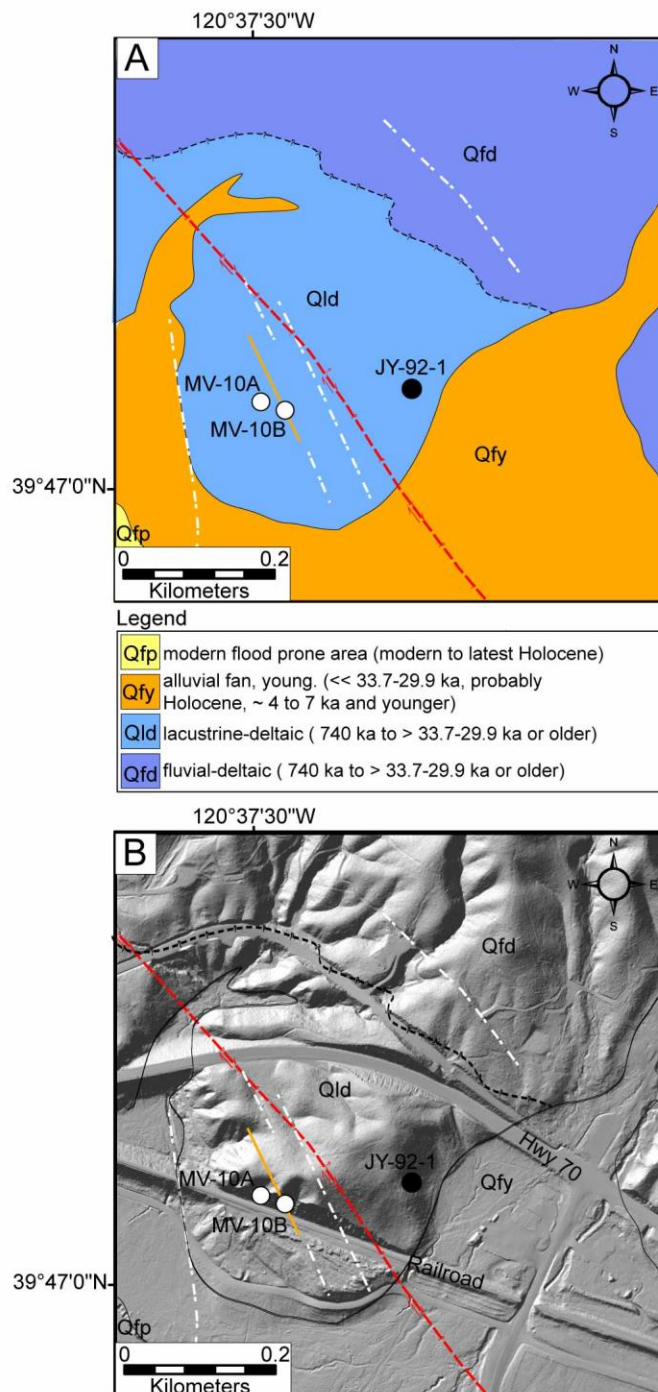 120°37'30"W
A
N
W E
S
Qfd
Qld
JY-92-1
MV-10A
MV-10B
Qfy
39°47'0"N
Qfp
0 0.2
Kilometers
Legend
Qfp modern flood prone area (modern to latest Holocene)
Qfy alluvial fan, young. (<< 33.7-29.9 ka, probably
Holocene, ~ 4 to 7 ka and younger)
Qld lacustrine-deltaic ( 740 ka to > 33.7-29.9 ka or older)
Qfd fluvial-deltaic ( 740 ka to > 33.7-29.9 ka or older)
120°37'30"W
B
N
W E
S
Qfd
Qld
Hwy 70
JY-92-1
MV-10A
Qfy
MV-10B
Railroad
39°47'0"N
Qfp
0 0.2
Kilometers